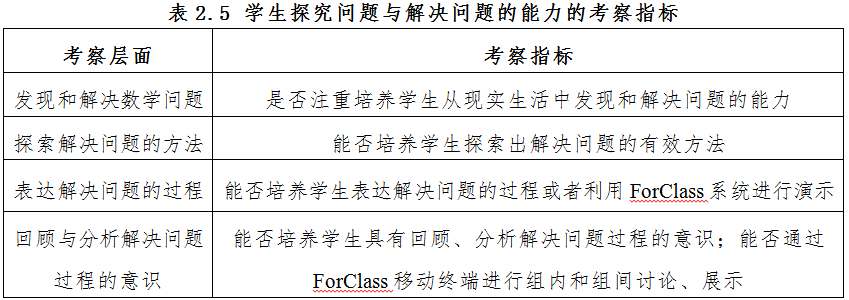 表 2.5 学生探究问题与解决问题的能力的考察指标
考察层面 考察指标
发现和解决数学问题 是否注重培养学生从现实生活中发现和解决问题的能力
探索解决问题的方法 能否培养学生探索出解决问题的有效方法
表达解决问题的过程 能否培养学生表达解决问题的过程或者利用 ForClass 系统进行演示
回顾与分析解决问题 能否培养学生具有回顾、分析解决问题过程的意识；能否通过
过程的意识 ForClass 移动终端进行组内和组间讨论、展示